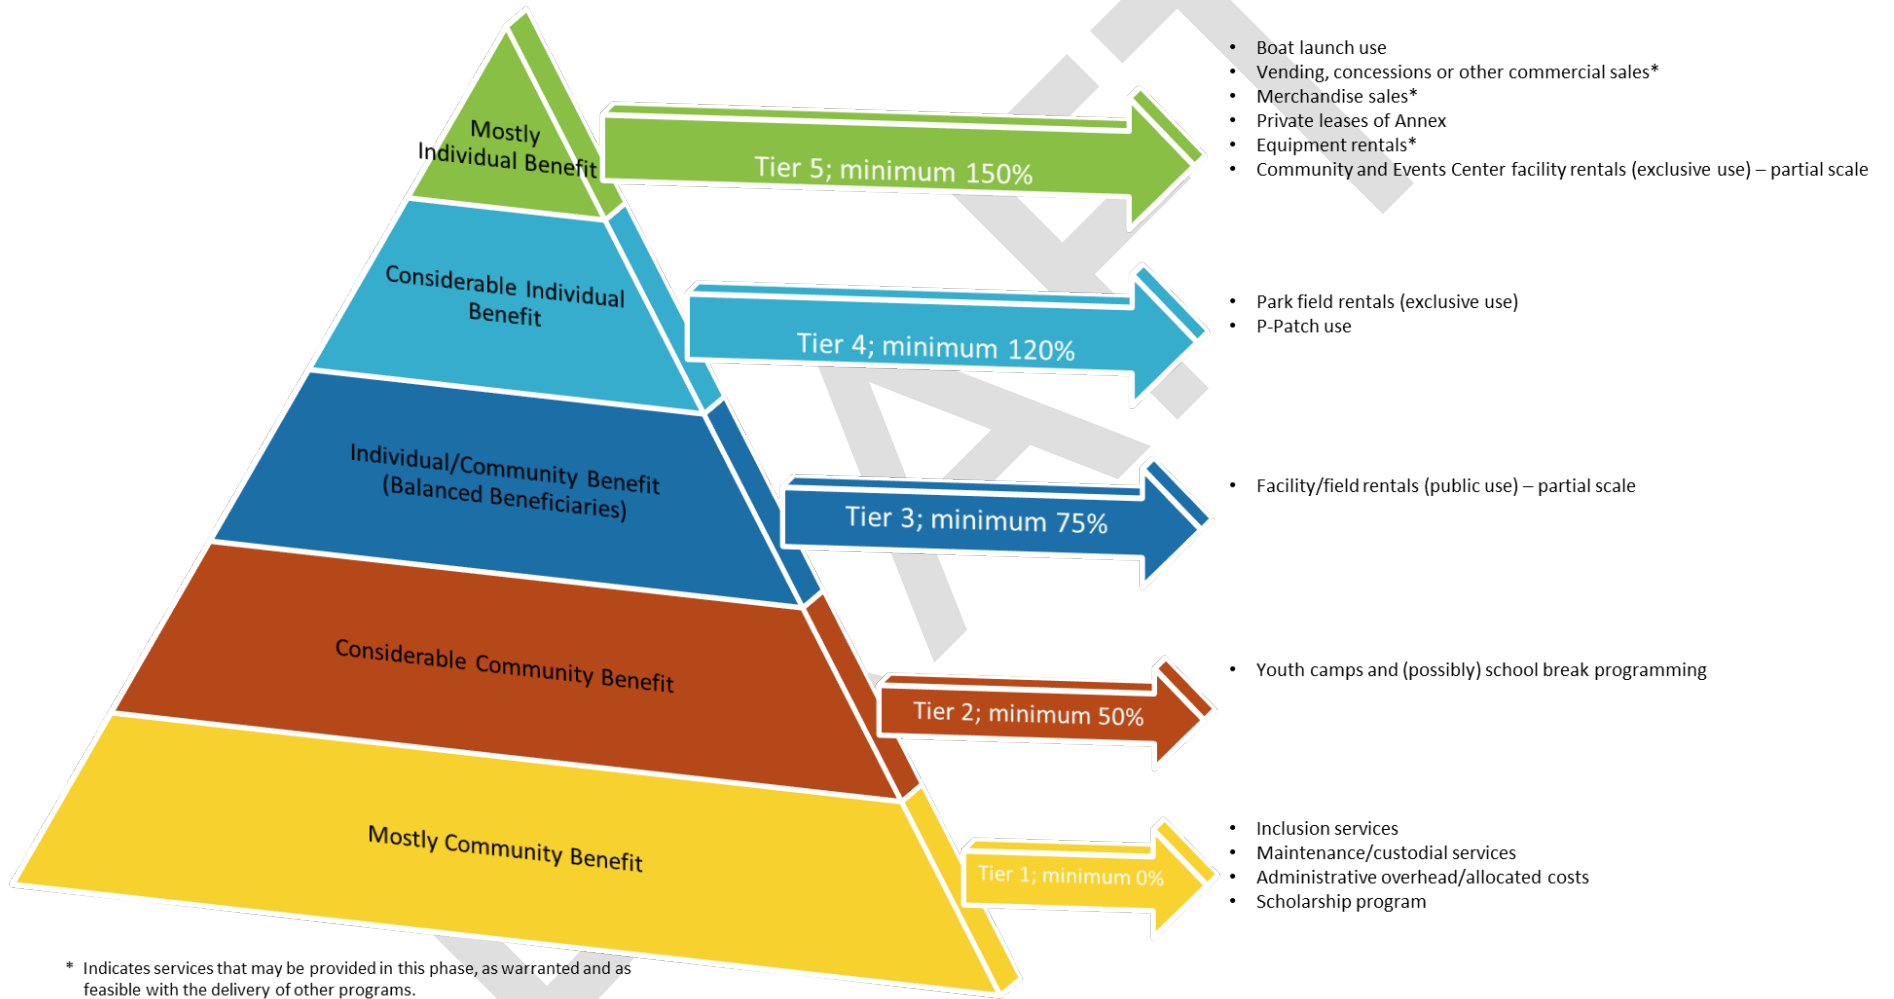 Mostly
Individual Benefit
Tier 5; minimum 150%
• Boat launch use
• Vending, concessions or other commercial sales*
• Merchandise sales*
• Private leases of Annex
• Equipment rentals*
• Community and Events Center facility rentals (exclusive use) – partial scale
Considerable Individual
Benefit
Tier 4; minimum 120%
• Park field rentals (exclusive use)
• P-Patch use
Individual/Community Benefit
(Balanced Beneficiaries)
Tier 3; minimum 75%
• Facility/field rentals (public use) – partial scale
Considerable Community Benefit
Tier 2; minimum 50%
• Youth camps and (possibly) school break programming
Mostly Community Benefit
Tier 1; minimum 0%
• Inclusion services
• Maintenance/custodial services
• Administrative overhead/allocated costs
• Scholarship program
* Indicates services that may be provided in this phase, as warranted and as
feasible with the delivery of other programs.